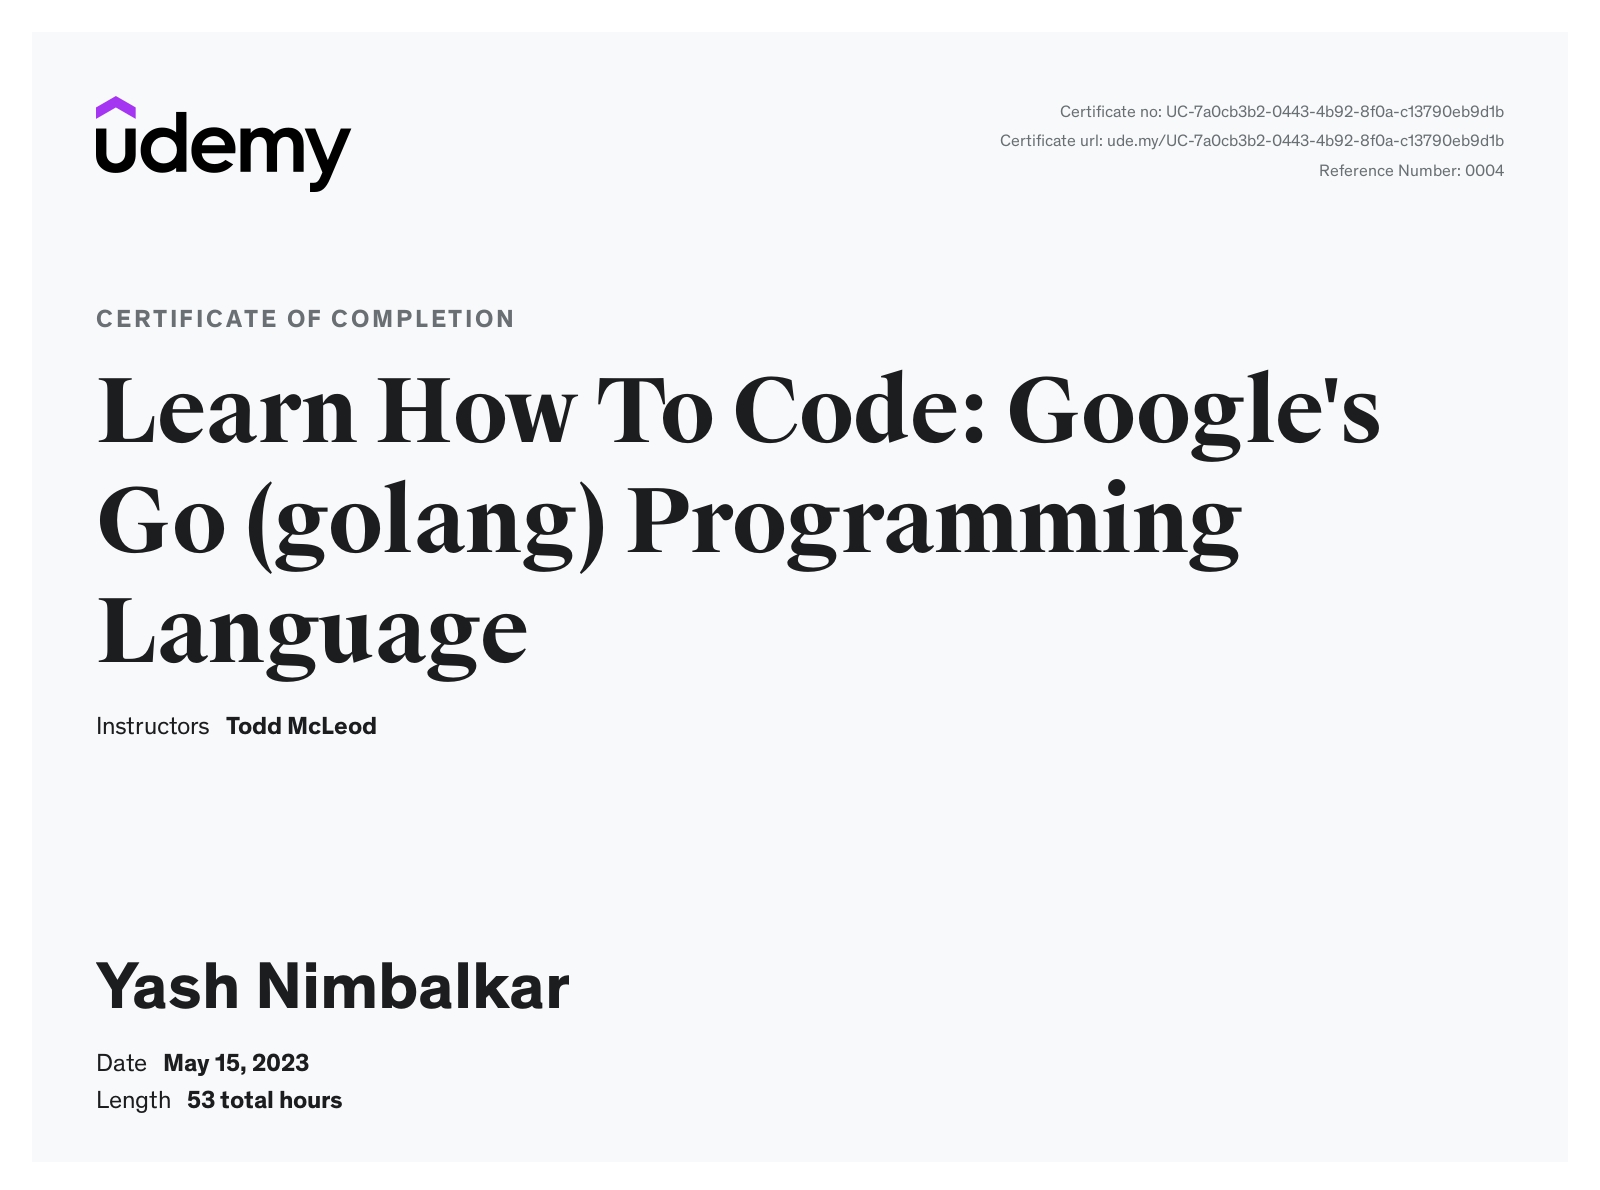 udemy
Certificate no: UC-7a0cb3b2-0443-4b92-8f0a-c13790eb9d1b
Certificate url: ude.my/UC-7a0cb3b2-0443-4b92-8f0a-c13790eb9d1b
Reference Number: 0004
CERTIFICATE OF COMPLETION
Learn How To Code: Google's
Go (golang) Programming
Language
Instructors Todd McLeod
Yash Nimbalkar
Date May 15, 2023
Length 53 total hours